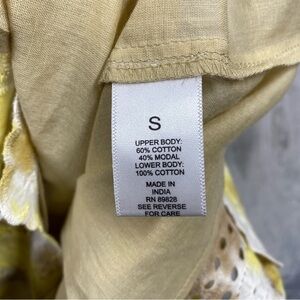 S
UPPER BODY:
60% COTTON
40% MODAL
LOWER BODY:
100% COTTON
MADE IN
INDIA
RN 89828
SEE REVERSE
FOR CARE